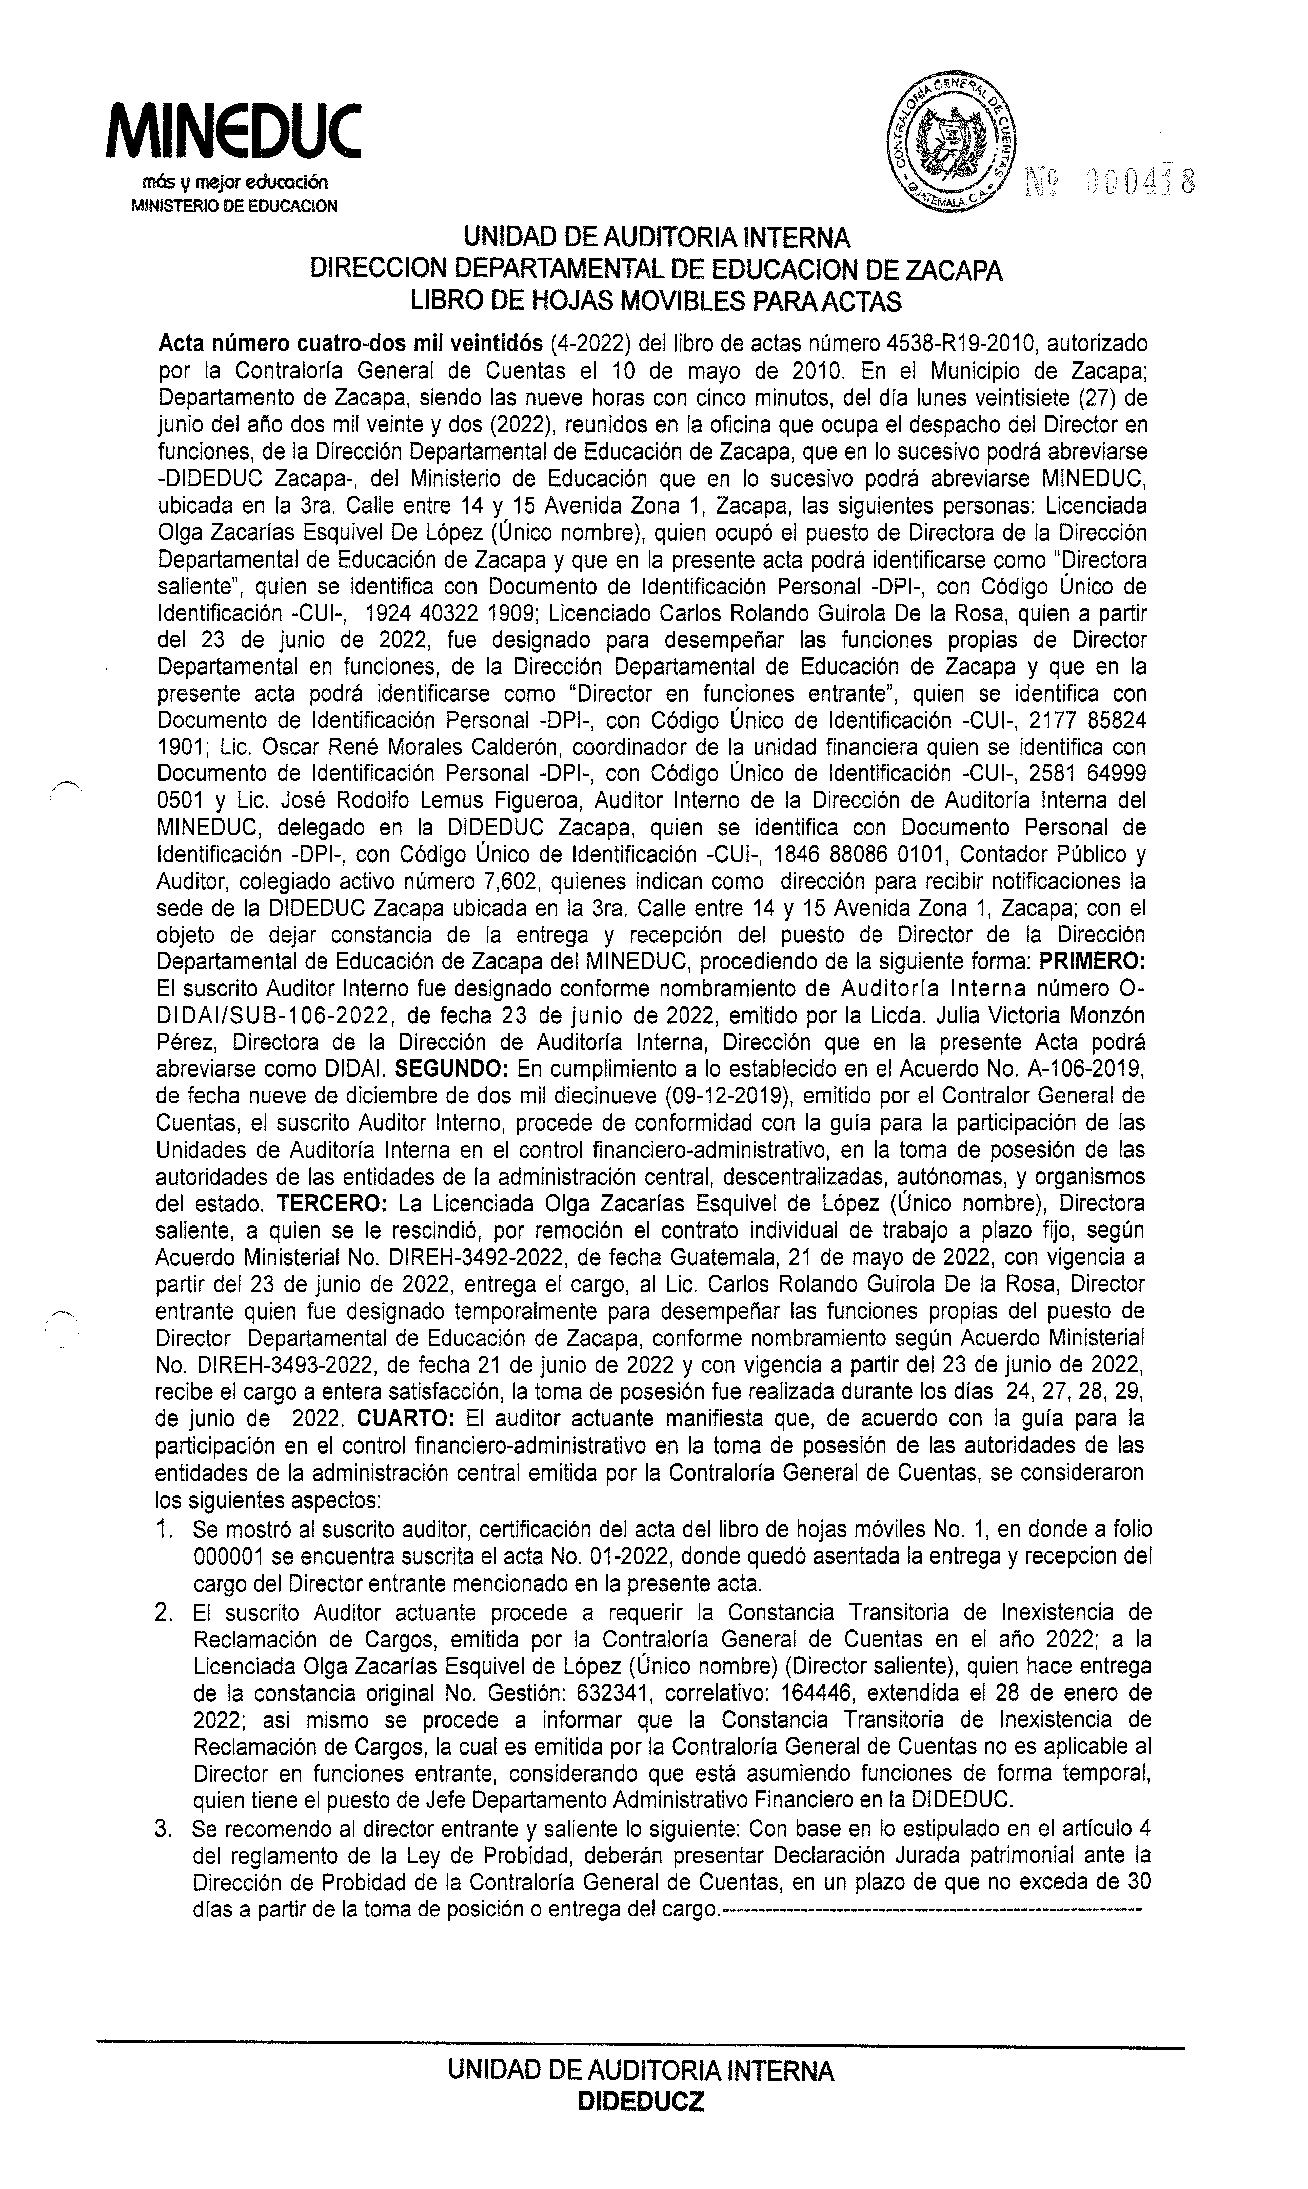 MINEDUC
más y mejor educación
MINISTERIO DE EDUCACION
CONTRALORIA GENERAL DE CUENTAS
GUATEMALA, C.A.
Nº 000418
UNIDAD DE AUDITORIA INTERNA
DIRECCION DEPARTAMENTAL DE EDUCACION DE ZACAPA
LIBRO DE HOJAS MOVIBLES PARA ACTAS
Acta número cuatro-dos mil veintidós (4-2022) del libro de actas número 4538-R19-2010, autorizado
por la Contraloría General de Cuentas el 10 de mayo de 2010. En el Municipio de Zacapa;
Departamento de Zacapa, siendo las nueve horas con cinco minutos, del día lunes veintisiete (27) de
junio del año dos mil veinte y dos (2022), reunidos en la oficina que ocupa el despacho del Director en
funciones, de la Dirección Departamental de Educación de Zacapa, que en lo sucesivo podrá abreviarse
-DIDEDUC Zacapa-, del Ministerio de Educación que en lo sucesivo podrá abreviarse MINEDUC,
ubicada en la 3ra. Calle entre 14 y 15 Avenida Zona 1, Zacapa, las siguientes personas: Licenciada
Olga Zacarías Esquivel De López (Único nombre), quien ocupó el puesto de Directora de la Dirección
Departamental de Educación de Zacapa y que en la presente acta podrá identificarse como "Directora
saliente", quien se identifica con Documento de Identificación Personal -DPI-, con Código Único de
Identificación -CUI-, 1924 40322 1909; Licenciado Carlos Rolando Guirola De la Rosa, quien a partir
del 23 de junio de 2022, fue designado para desempeñar las funciones propias de Director
Departamental en funciones, de la Dirección Departamental de Educación de Zacapa y que en la
presente acta podrá identificarse como "Director en funciones entrante", quien se identifica con
Documento de Identificación Personal -DPI-, con Código Único de Identificación -CUI-, 2177 85824
1901; Lic. Oscar René Morales Calderón, coordinador de la unidad financiera quien se identifica con
Documento de Identificación Personal -DPI-, con Código Único de Identificación -CUI-, 2581 64999
0501 y Lic. José Rodolfo Lemus Figueroa, Auditor Interno de la Dirección de Auditoría Interna del
MINEDUC, delegado en la DIDEDUC Zacapa, quien se identifica con Documento Personal de
Identificación -DPI-, con Código Único de Identificación -CUI-, 1846 88086 0101, Contador Público y
Auditor, colegiado activo número 7,602, quienes indican como dirección para recibir notificaciones la
sede de la DIDEDUC Zacapa ubicada en la 3ra. Calle entre 14 y 15 Avenida Zona 1, Zacapa; con el
objeto de dejar constancia de la entrega y recepción del puesto de Director de la Dirección
Departamental de Educación de Zacapa del MINEDUC, procediendo de la siguiente forma: PRIMERO:
El suscrito Auditor Interno fue designado conforme nombramiento de Auditoría Interna número O-
DIDAI/SUB-106-2022, de fecha 23 de junio de 2022, emitido por la Licda. Julia Victoria Monzón
Pérez, Directora de la Dirección de Auditoría Interna, Dirección que en la presente Acta podrá
abreviarse como DIDAI. SEGUNDO: En cumplimiento a lo establecido en el Acuerdo No. A-106-2019,
de fecha nueve de diciembre de dos mil diecinueve (09-12-2019), emitido por el Contralor General de
Cuentas, el suscrito Auditor Interno, procede de conformidad con la guía para la participación de las
Unidades de Auditoría Interna en el control financiero-administrativo, en la toma de posesión de las
autoridades de las entidades de la administración central, descentralizadas, autónomas, y organismos
del estado. TERCERO: La Licenciada Olga Zacarías Esquivel de López (Único nombre), Directora
saliente, a quien se le rescindió, por remoción el contrato individual de trabajo a plazo fijo, según
Acuerdo Ministerial No. DIREH-3492-2022, de fecha Guatemala, 21 de mayo de 2022, con vigencia a
partir del 23 de junio de 2022, entrega el cargo, al Lic. Carlos Rolando Guirola De la Rosa, Director
entrante quien fue designado temporalmente para desempeñar las funciones propias del puesto de
Director Departamental de Educación de Zacapa, conforme nombramiento según Acuerdo Ministerial
No. DIREH-3493-2022, de fecha 21 de junio de 2022 y con vigencia a partir del 23 de junio de 2022,
recibe el cargo a entera satisfacción, la toma de posesión fue realizada durante los días 24, 27, 28, 29,
de junio de 2022. CUARTO: El auditor actuante manifiesta que, de acuerdo con la guía para la
participación en el control financiero-administrativo en la toma de posesión de las autoridades de las
entidades de la administración central emitida por la Contraloría General de Cuentas, se consideraron
los siguientes aspectos:
1. Se mostró al suscrito auditor, certificación del acta del libro de hojas móviles No. 1, en donde a folio
000001 se encuentra suscrita el acta No. 01-2022, donde quedó asentada la entrega y recepcion del
cargo del Director entrante mencionado en la presente acta.
2. El suscrito Auditor actuante procede a requerir la Constancia Transitoria de Inexistencia de
Reclamación de Cargos, emitida por la Contraloría General de Cuentas en el año 2022; a la
Licenciada Olga Zacarías Esquivel de López (Único nombre) (Director saliente), quien hace entrega
de la constancia original No. Gestión: 632341, correlativo: 164446, extendida el 28 de enero de
2022; asi mismo se procede a informar que la Constancia Transitoria de Inexistencia de
Reclamación de Cargos, la cual es emitida por la Contraloría General de Cuentas no es aplicable al
Director en funciones entrante, considerando que está asumiendo funciones de forma temporal,
quien tiene el puesto de Jefe Departamento Administrativo Financiero en la DIDEDUC.
3. Se recomendo al director entrante y saliente lo siguiente: Con base en lo estipulado en el artículo 4
del reglamento de la Ley de Probidad, deberán presentar Declaración Jurada patrimonial ante la
Dirección de Probidad de la Contraloría General de Cuentas, en un plazo de que no exceda de 30
días a partir de la toma de posición o entrega del cargo.-------------------------------------------------------
UNIDAD DE AUDITORIA INTERNA
DIDEDUCZ